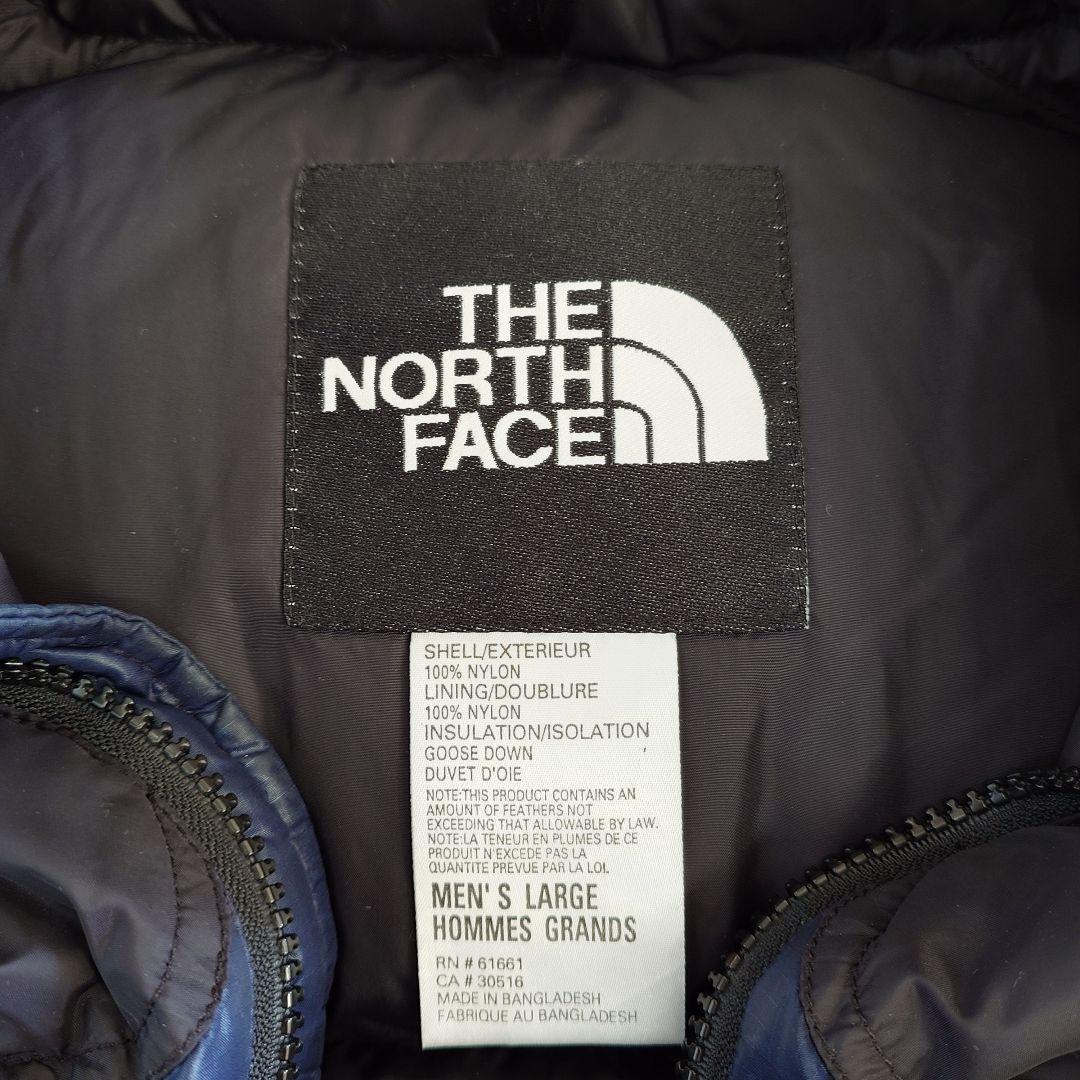 THE
NORTH
FACE
SHELL/EXTERIEUR
100% NYLON
LINING/DOUBLURE
100% NYLON
INSULATION/ISOLATION
GOOSE DOWN
DUVET D'OIE
NOTE:THIS PRODUCT CONTAINS AN
AMOUNT OF FEATHERS NOT
EXCEEDING THAT ALLOWABLE BY LAW.
NOTE:LA TENEUR EN PLUMES DE CE
PRODUIT N'EXCEDE PAS LA
QUANTITE PREVUE PAR LA LOI.
MEN'S LARGE
HOMMES GRANDS
RN # 61661
CA # 30516
MADE IN BANGLADESH
FABRIQUE AU BANGLADESH